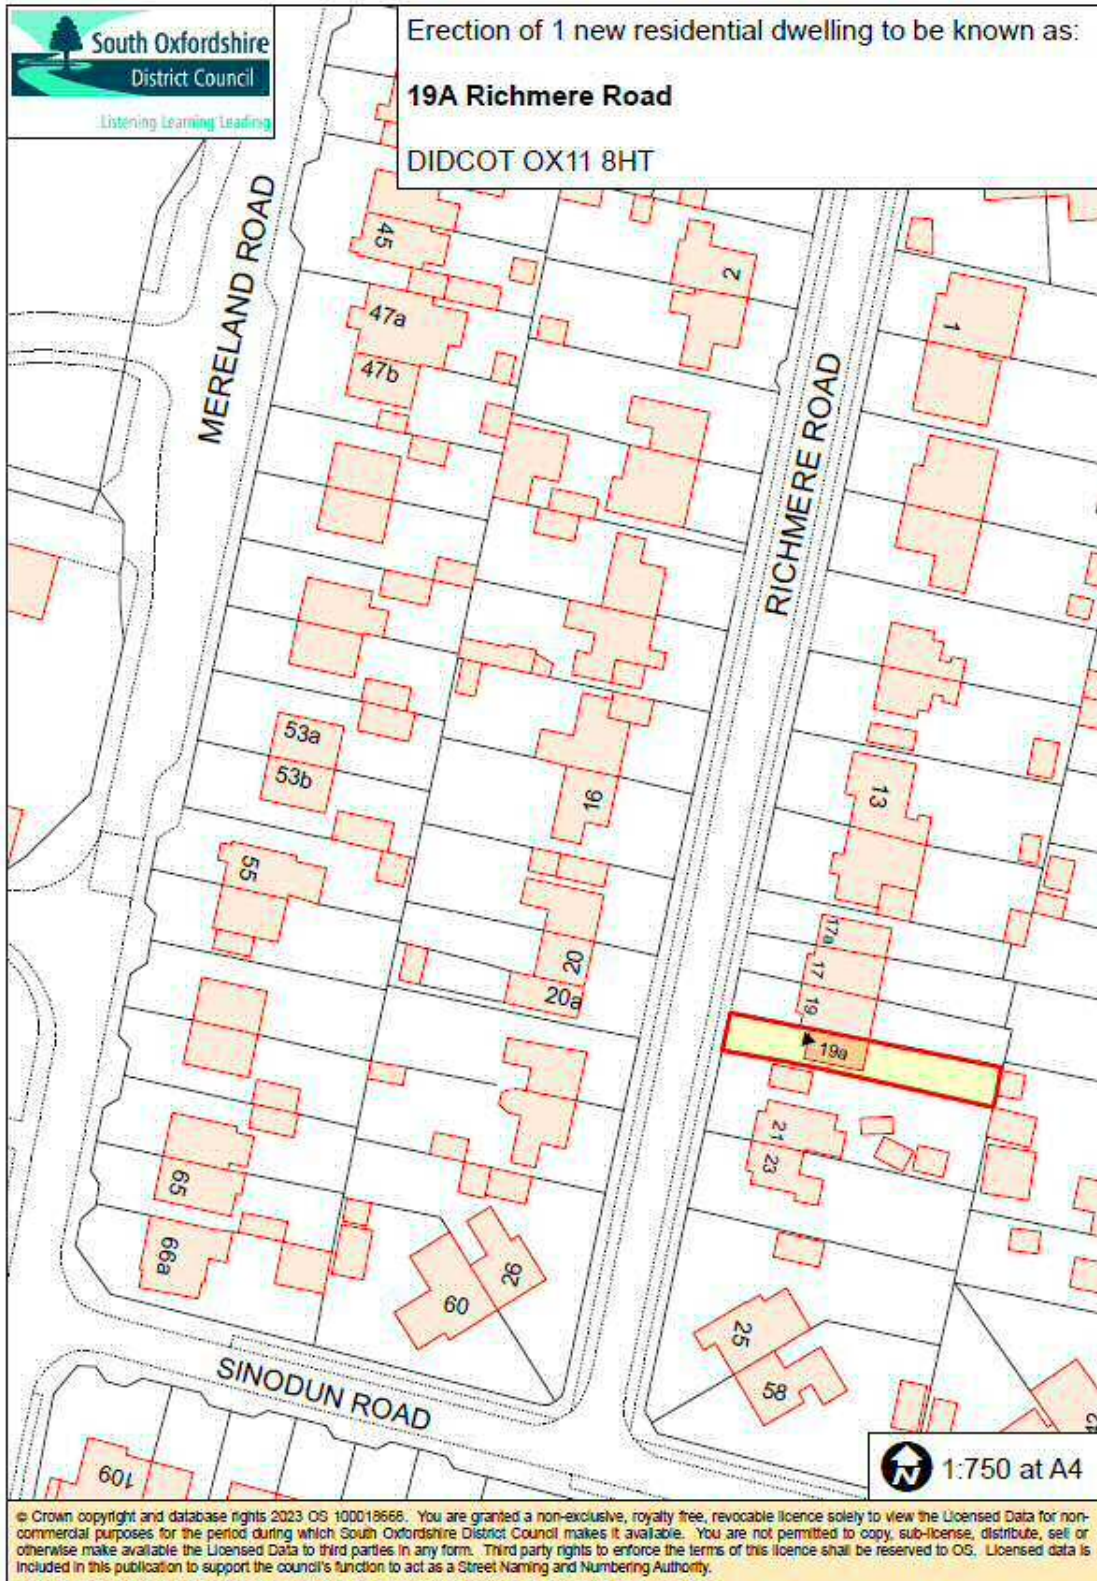 South Oxfordshire
District Council
Listening Learning Leading
Erection of 1 new residential dwelling to be known as:
19A Richmere Road
DIDCOT OX11 8HT
MERELAND ROAD
RICHMERE ROAD
SINODUN ROAD
45
47a
47b
53a
53b
55
65
66a
2
16
20
20a
26
60
1
13
17a
17
19
19a
21
23
25
58
109
1:750 at A4
N
© Crown copyright and database rights 2023 OS 100018668. You are granted a non-exclusive, royalty free, revocable licence solely to view the Licensed Data for non-
commercial purposes for the period during which South Oxfordshire District Council makes it available. You are not permitted to copy, sub-license, distribute, sell or
otherwise make available the Licensed Data to third parties in any form. Third party rights to enforce the terms of this licence shall be reserved to OS. Licensed data is
included in this publication to support the council's function to act as a Street Naming and Numbering Authority.